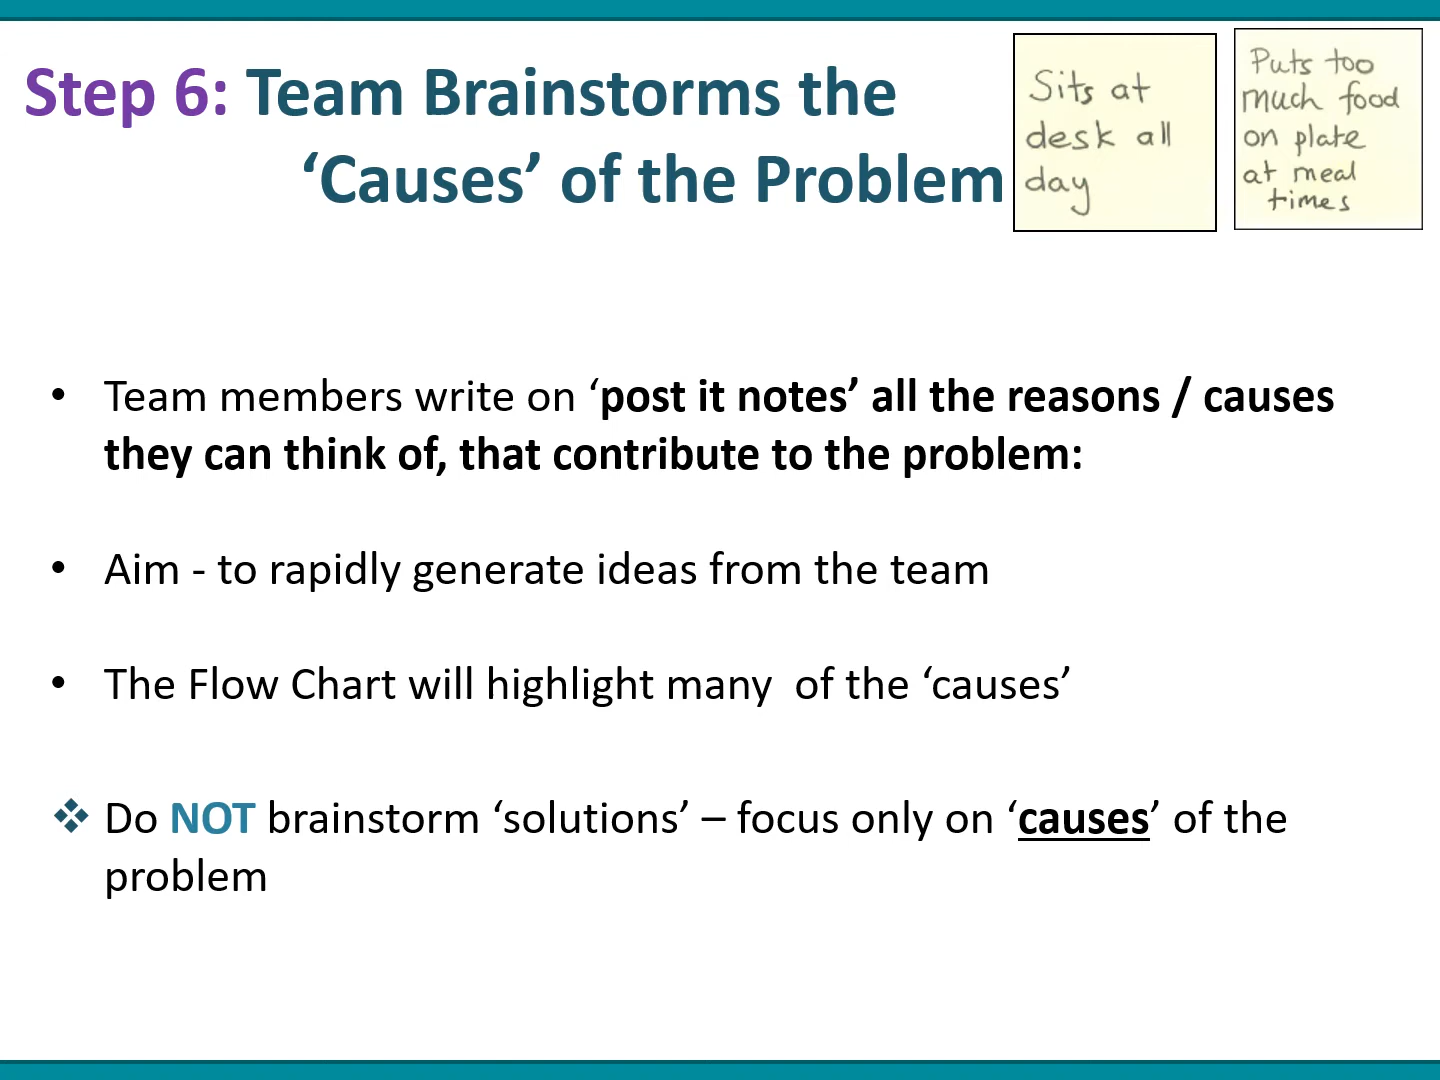 Step 6: Team Brainstorms the
‘Causes’ of the Problem
Sits at
desk all
day
Puts too
much food
on plate
at meal
times
• Team members write on ‘post it notes’ all the reasons / causes
they can think of, that contribute to the problem:
• Aim - to rapidly generate ideas from the team
• The Flow Chart will highlight many  of the ‘causes’
❖ Do NOT brainstorm ‘solutions’ – focus only on ‘causes’ of the
problem